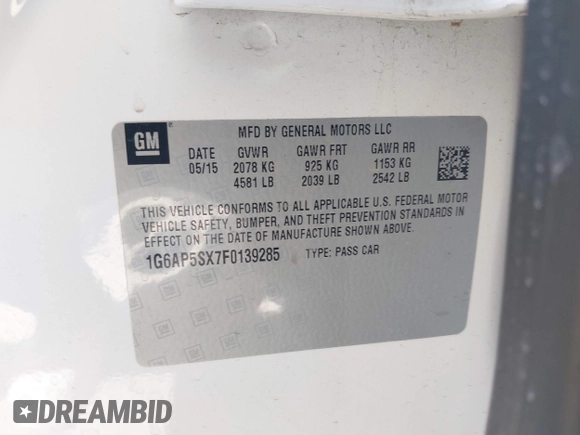 GM
®
MFD BY GENERAL MOTORS LLC
DATE GVWR GAWR FRT GAWR RR
05/15 2078 KG 925 KG 1153 KG
4581 LB 2039 LB 2542 LB
THIS VEHICLE CONFORMS TO ALL APPLICABLE U.S. FEDERAL MOTOR
VEHICLE SAFETY, BUMPER, AND THEFT PREVENTION STANDARDS IN
EFFECT ON THE DATE OF MANUFACTURE SHOWN ABOVE.
1G6AP5SX7F0139285 TYPE: PASS CAR
DREAMBID